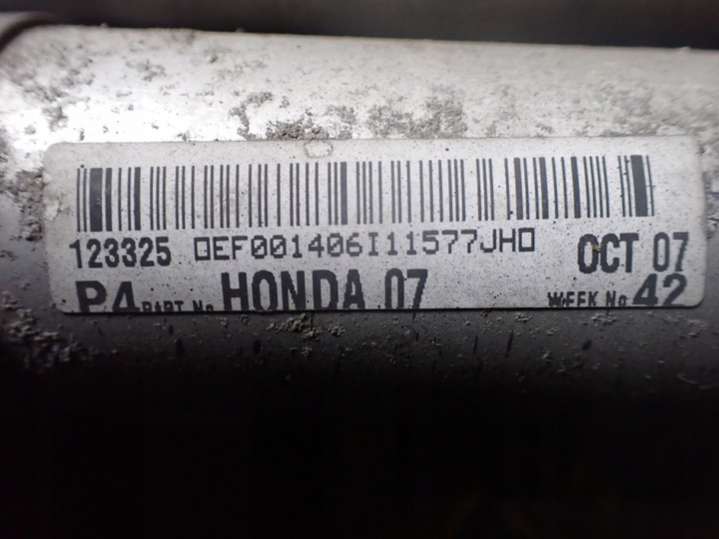 123325 0EF001406I11577JH0 OCT 07
P4 PART No HONDA 07 WEEK No 42